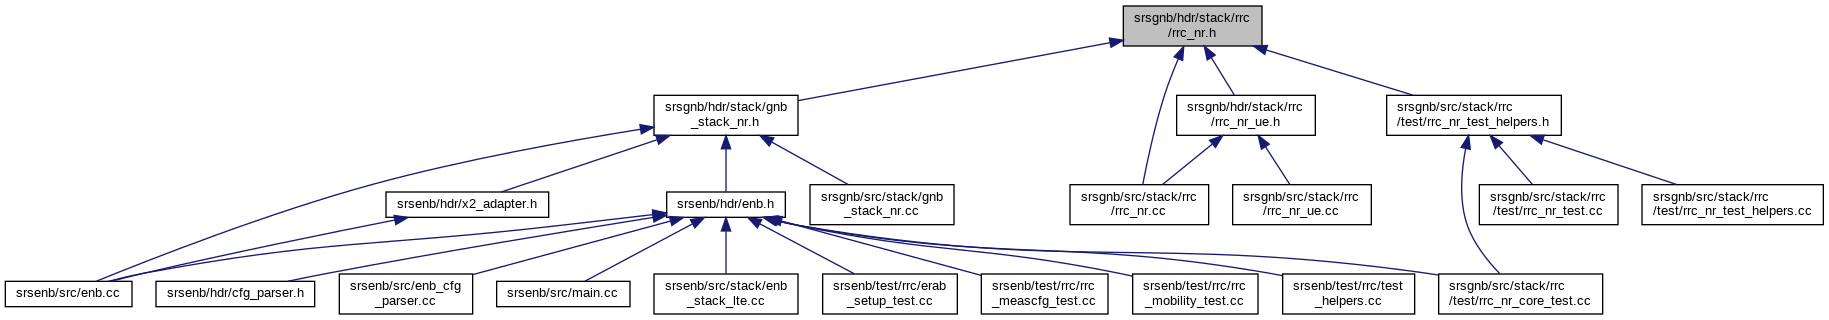 srsgnb/hdr/stack/rrc
/rrc_nr.h
srsgnb/hdr/stack/gnb
_stack_nr.h
srsgnb/hdr/stack/rrc
/rrc_nr_ue.h
srsgnb/src/stack/rrc
/test/rrc_nr_test_helpers.h
srsenb/hdr/x2_adapter.h
srsenb/hdr/enb.h
srsgnb/src/stack/gnb
_stack_nr.cc
srsgnb/src/stack/rrc
/rrc_nr.cc
srsgnb/src/stack/rrc
/rrc_nr_ue.cc
srsgnb/src/stack/rrc
/test/rrc_nr_test.cc
srsgnb/src/stack/rrc
/test/rrc_nr_test_helpers.cc
srsenb/src/enb.cc
srsenb/hdr/cfg_parser.h
srsenb/src/enb_cfg
_parser.cc
srsenb/src/main.cc
srsenb/src/stack/enb
_stack_lte.cc
srsenb/test/rrc/erab
_setup_test.cc
srsenb/test/rrc/rrc
_meascfg_test.cc
srsenb/test/rrc/rrc
_mobility_test.cc
srsenb/test/rrc/test
_helpers.cc
srsgnb/src/stack/rrc
/test/rrc_nr_core_test.cc